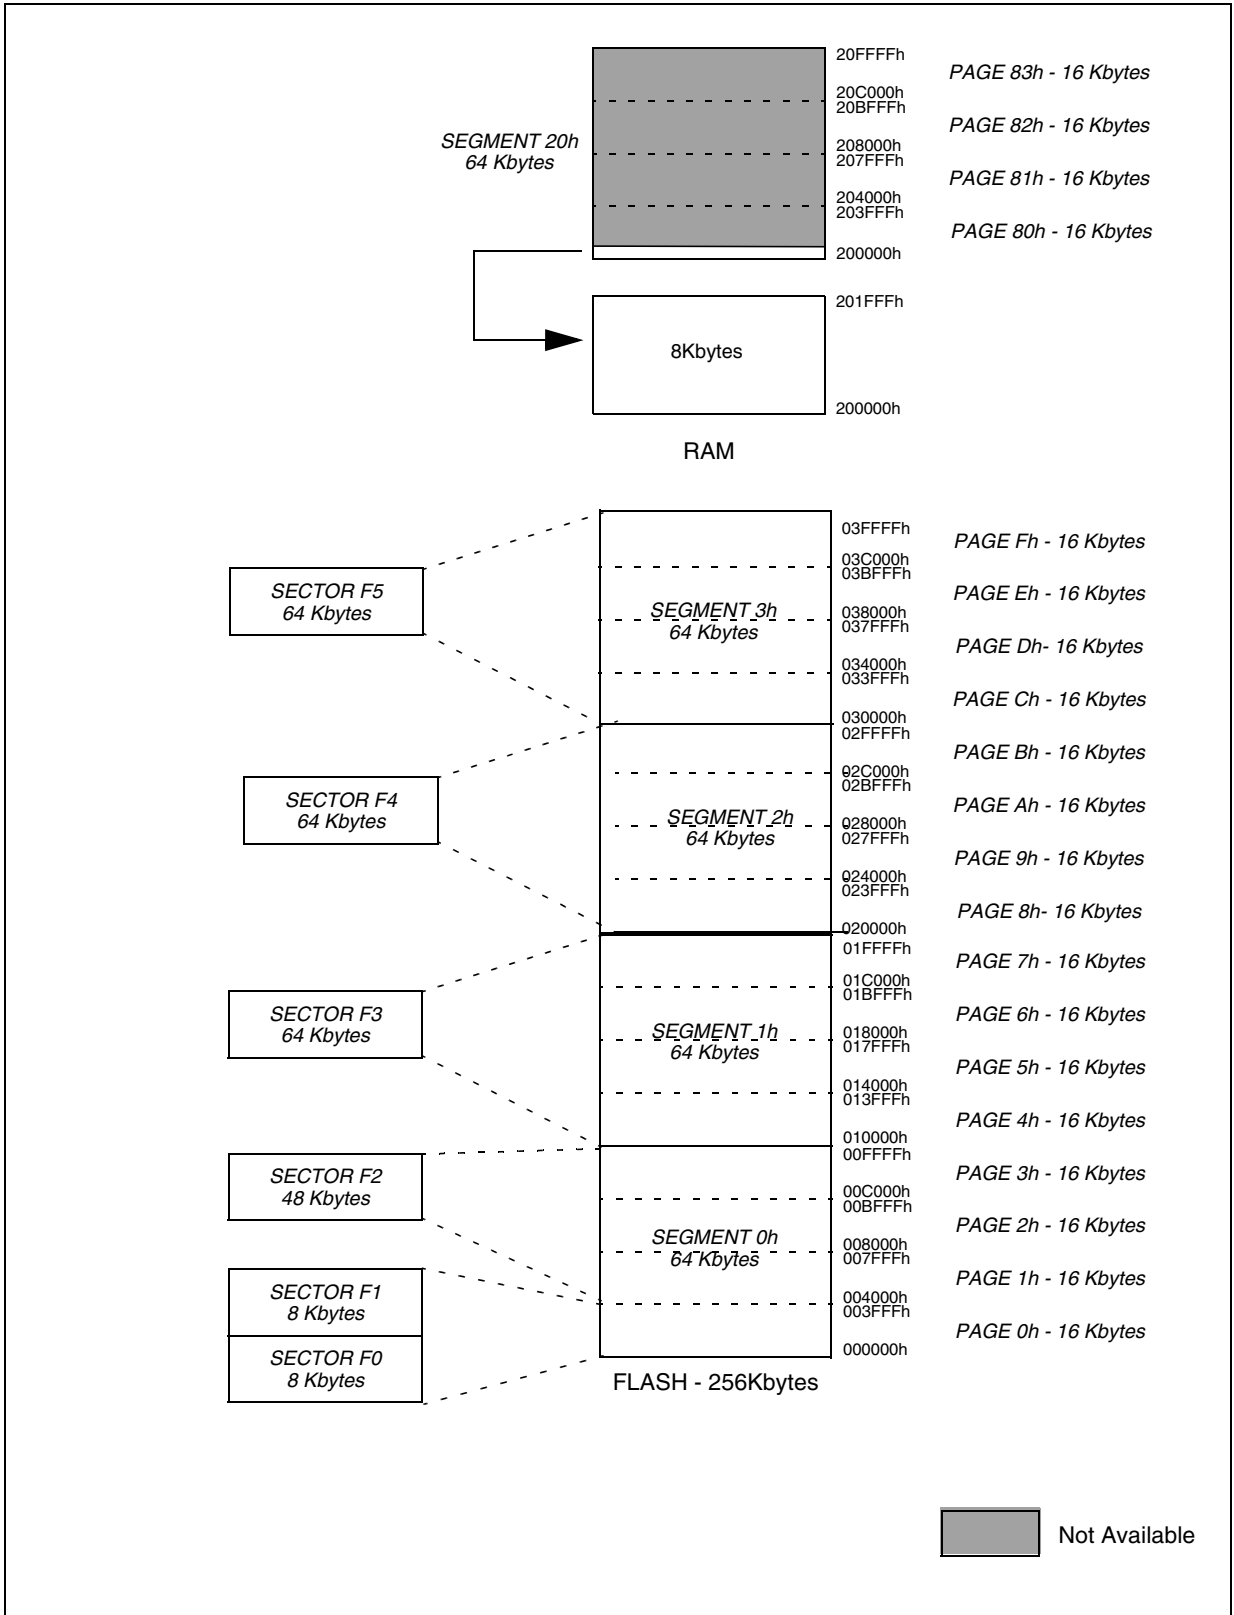 20FFFFh
PAGE 83h - 16 Kbytes
20C000h
20BFFFh
PAGE 82h - 16 Kbytes
SEGMENT 20h
64 Kbytes
208000h
207FFFh
PAGE 81h - 16 Kbytes
204000h
203FFFh
PAGE 80h - 16 Kbytes
200000h
201FFFh
8Kbytes
200000h
RAM
03FFFFh
PAGE Fh - 16 Kbytes
03C000h
03BFFFh
SECTOR F5
64 Kbytes
PAGE Eh - 16 Kbytes
SEGMENT 3h
64 Kbytes
038000h
037FFFh
PAGE Dh- 16 Kbytes
034000h
033FFFh
PAGE Ch - 16 Kbytes
030000h
02FFFFh
PAGE Bh - 16 Kbytes
02C000h
02BFFFh
SECTOR F4
64 Kbytes
PAGE Ah - 16 Kbytes
SEGMENT 2h
64 Kbytes
028000h
027FFFh
PAGE 9h - 16 Kbytes
024000h
023FFFh
PAGE 8h- 16 Kbytes
020000h
01FFFFh
PAGE 7h - 16 Kbytes
01C000h
01BFFFh
SECTOR F3
64 Kbytes
PAGE 6h - 16 Kbytes
SEGMENT 1h
64 Kbytes
018000h
017FFFh
PAGE 5h - 16 Kbytes
014000h
013FFFh
PAGE 4h - 16 Kbytes
010000h
00FFFFh
SECTOR F2
48 Kbytes
PAGE 3h - 16 Kbytes
00C000h
00BFFFh
PAGE 2h - 16 Kbytes
SEGMENT 0h
64 Kbytes
008000h
007FFFh
PAGE 1h - 16 Kbytes
SECTOR F1
8 Kbytes
004000h
003FFFh
PAGE 0h - 16 Kbytes
000000h
SECTOR F0
8 Kbytes
FLASH - 256Kbytes
Not Available